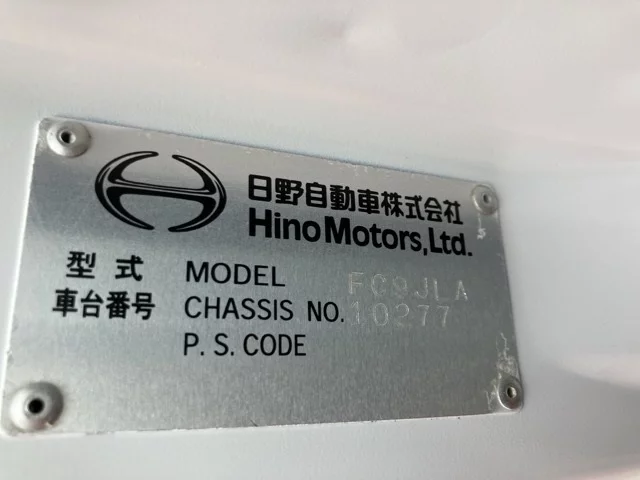 日野自動車株式会社
Hino Motors, Ltd.
型式 MODEL FC9JLA
車台番号 CHASSIS NO. 10277
P. S. CODE